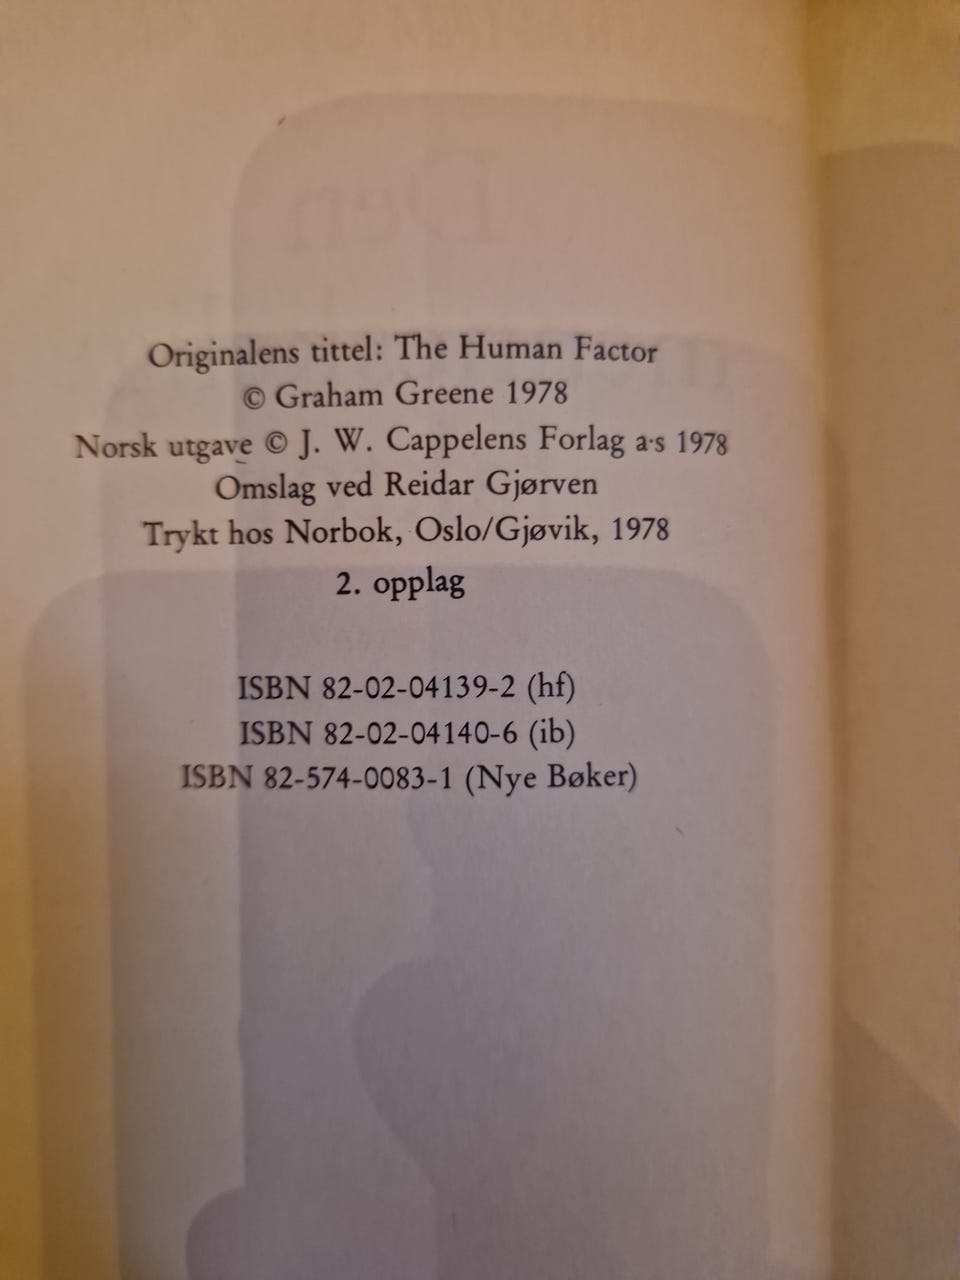 Originalens tittel: The Human Factor
© Graham Greene 1978
Norsk utgave © J. W. Cappelens Forlag a·s 1978
Omslag ved Reidar Gjørven
Trykt hos Norbok, Oslo/Gjøvik, 1978
2. opplag
ISBN 82-02-04139-2 (hf)
ISBN 82-02-04140-6 (ib)
ISBN 82-574-0083-1 (Nye Bøker)